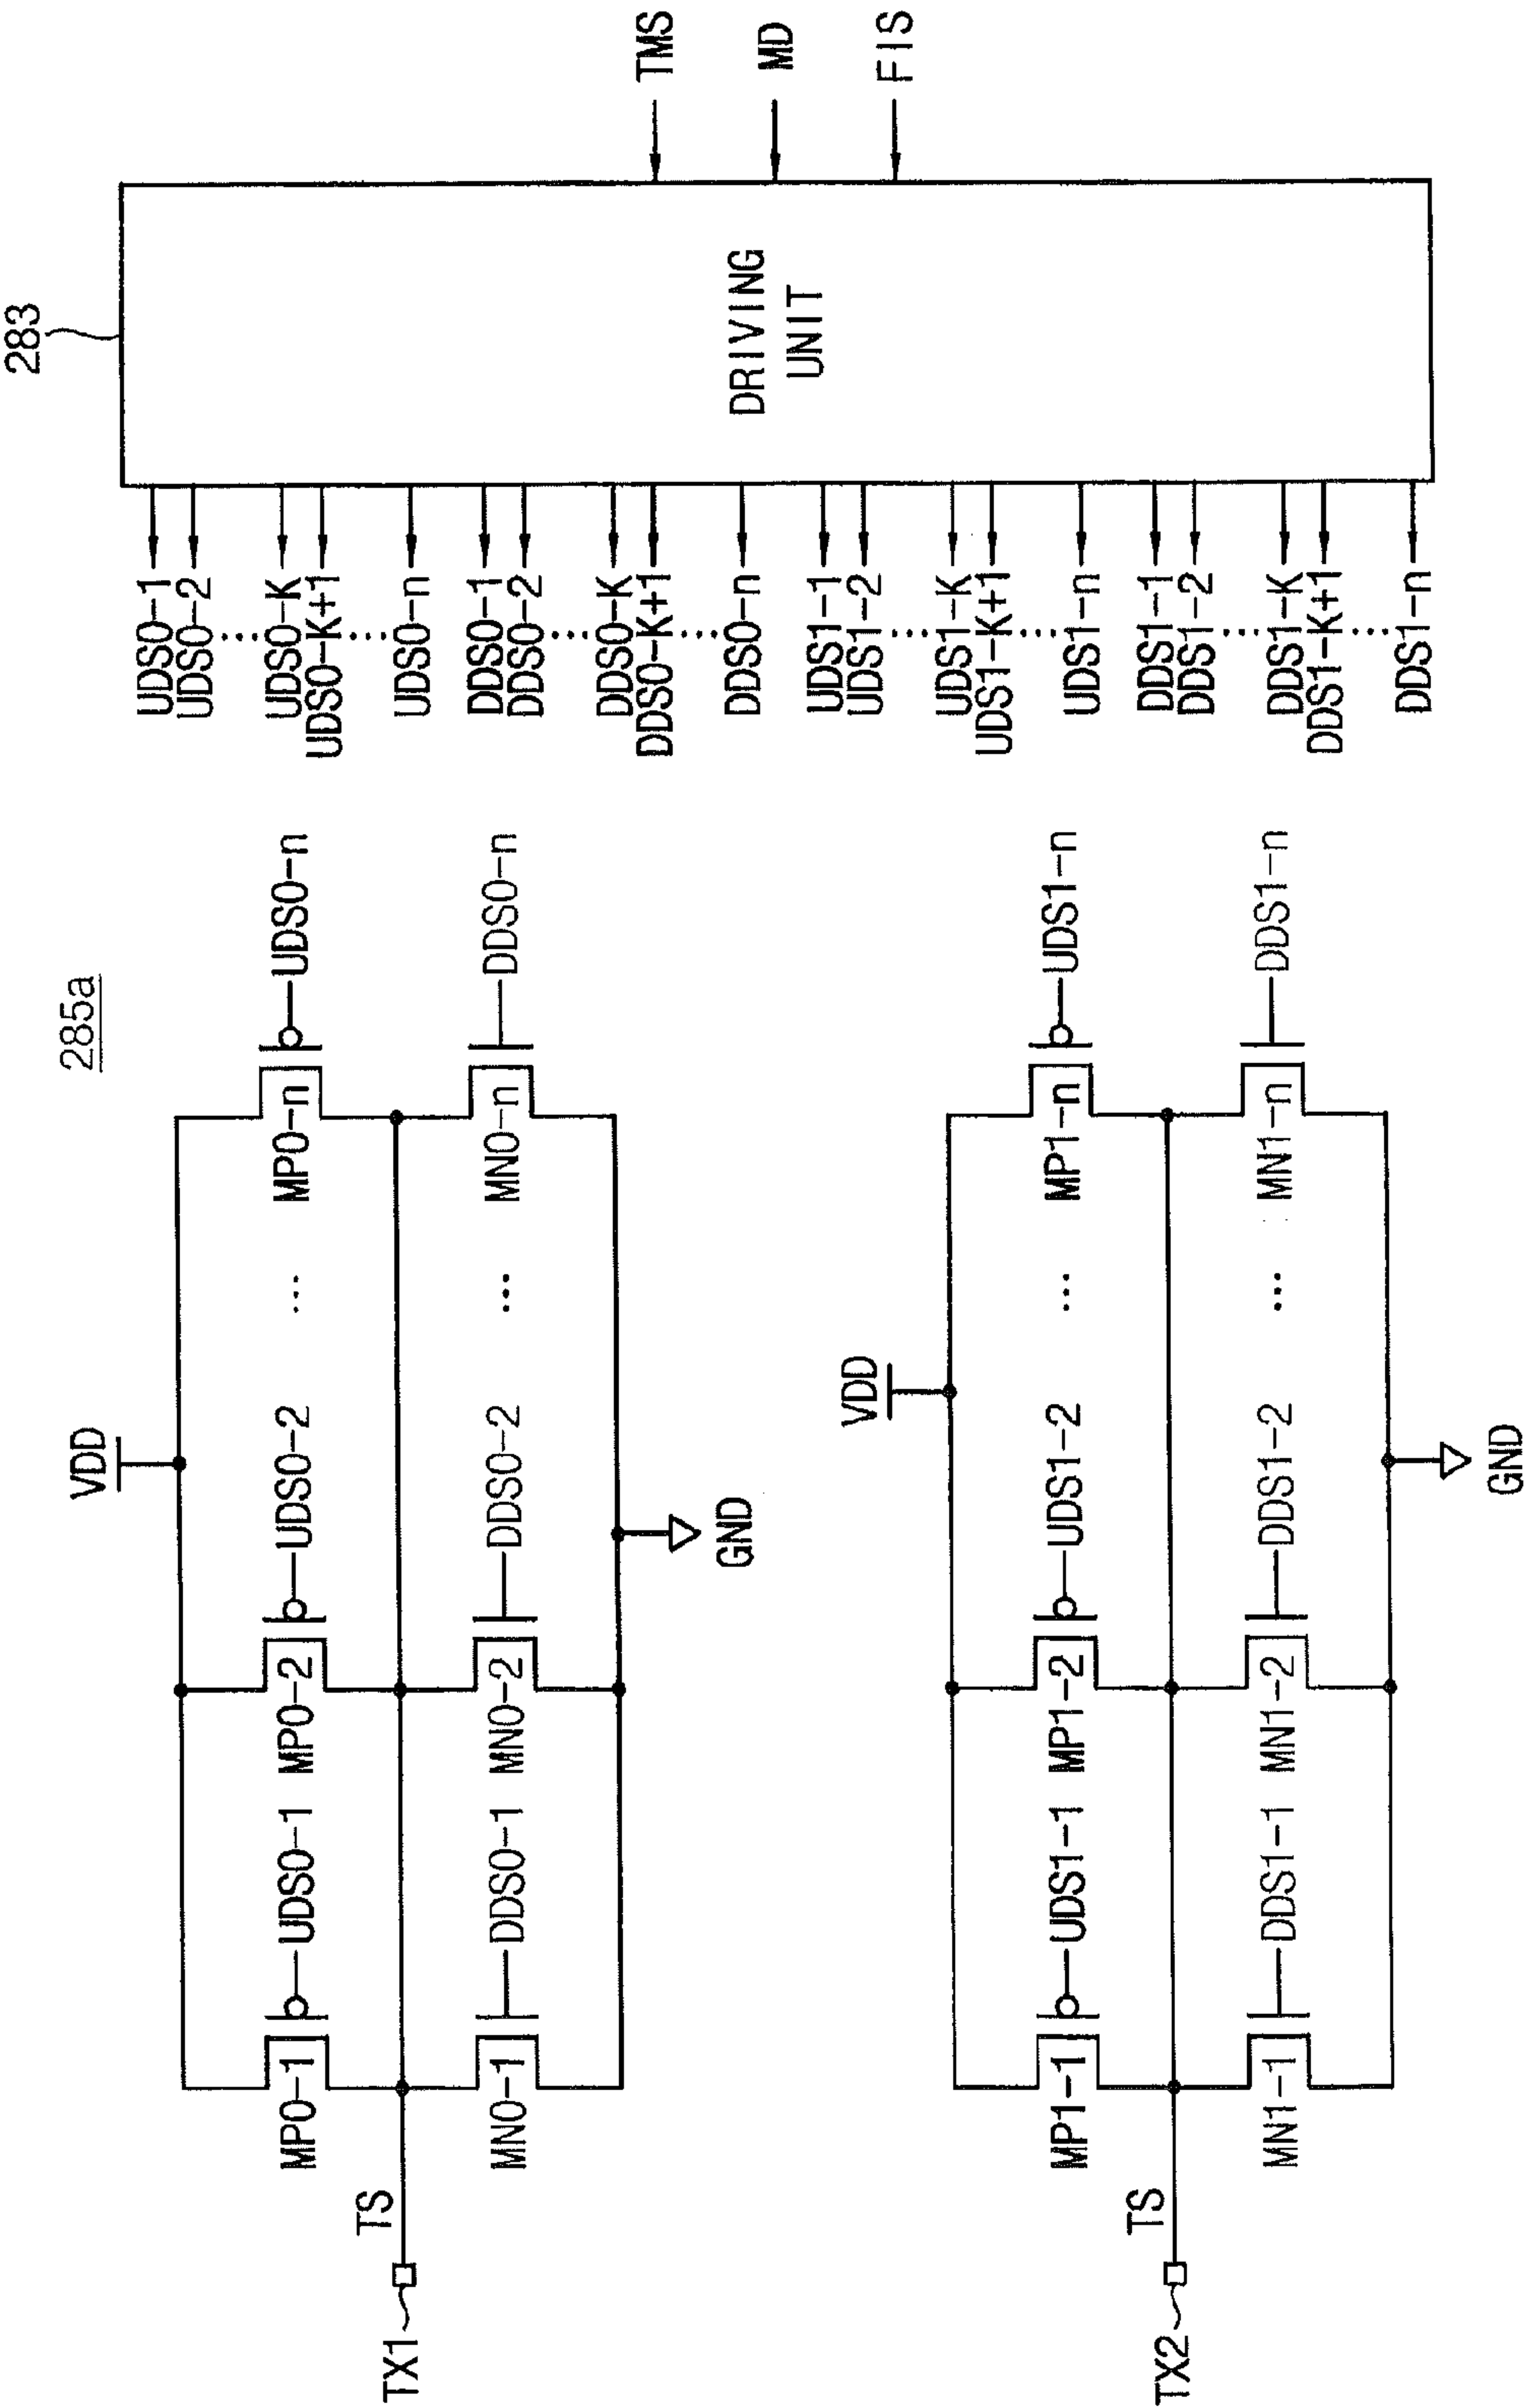 285a
VDD
MP0-1
UDS0-1
MP0-2
UDS0-2
...
MP0-n
UDS0-n
TX1
TS
MN0-1
DDS0-1
MN0-2
DDS0-2
...
MN0-n
DDS0-n
GND
VDD
MP1-1
UDS1-1
MP1-2
UDS1-2
...
MP1-n
UDS1-n
TX2
TS
MN1-1
DDS1-1
MN1-2
DDS1-2
...
MN1-n
DDS1-n
GND
283
UDS0-1
UDS0-2
UDS0-K
UDS0-K+1
UDS0-n
DDS0-1
DDS0-2
DDS0-K
DDS0-K+1
DDS0-n
UDS1-1
UDS1-2
UDS1-K
UDS1-K+1
UDS1-n
DDS1-1
DDS1-2
DDS1-K
DDS1-K+1
DDS1-n
DRIVING
UNIT
TMS
MD
FIS